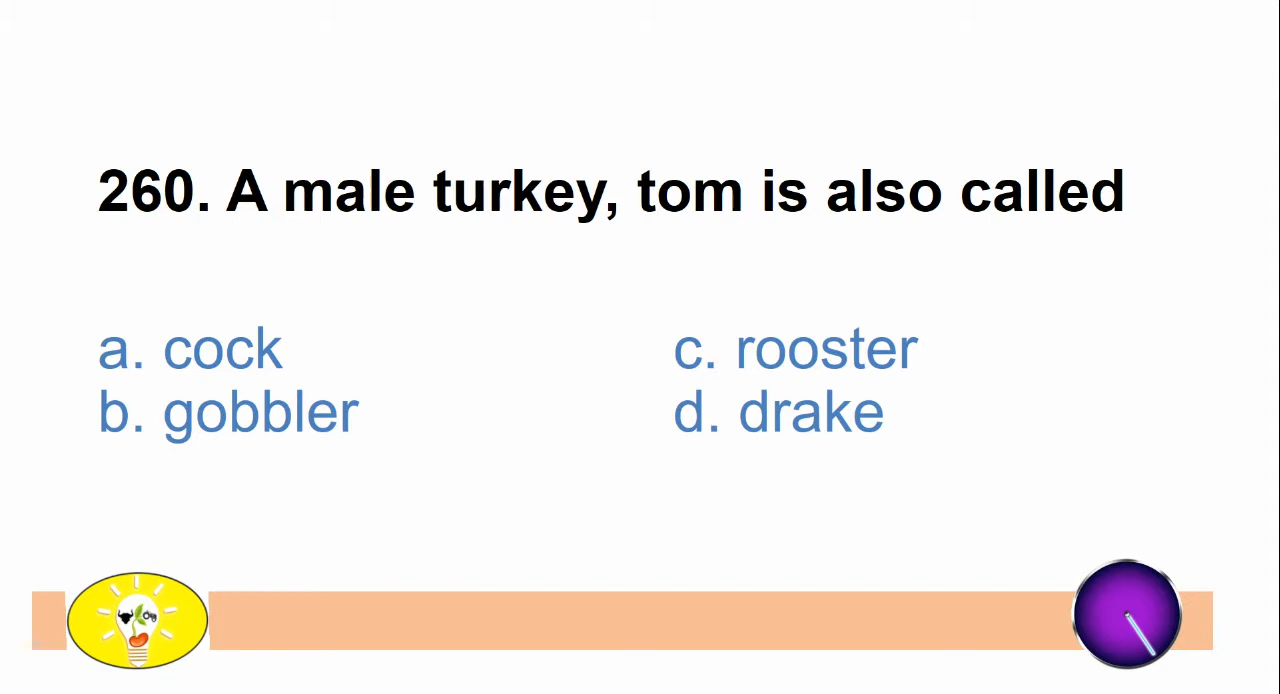 260. A male turkey, tom is also called
a. cock
b. gobbler
c. rooster
d. drake